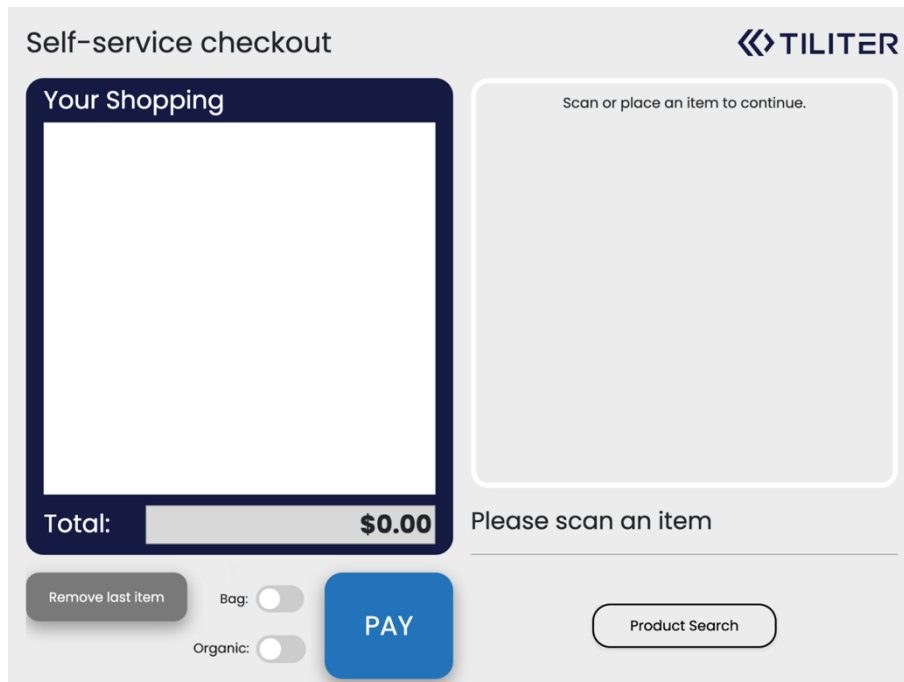 Self-service checkout
TILITER
Your Shopping
Scan or place an item to continue.
Total:
$0.00
Please scan an item
Remove last item
Bag:
Organic:
PAY
Product Search